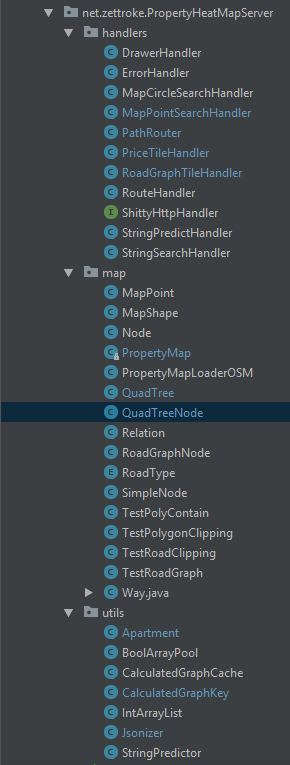 net.zettroke.PropertyHeatMapServer
handlers
DrawerHandler
ErrorHandler
MapCircleSearchHandler
MapPointSearchHandler
PathRouter
PriceTileHandler
RoadGraphTileHandler
RouteHandler
ShittyHttpHandler
StringPredictHandler
StringSearchHandler
map
MapPoint
MapShape
Node
PropertyMap
PropertyMapLoaderOSM
QuadTree
QuadTreeNode
Relation
RoadGraphNode
RoadType
SimpleNode
TestPolyContain
TestPolygonClipping
TestRoadClipping
TestRoadGraph
Way.java
utils
Apartment
BoolArrayPool
CalculatedGraphCache
CalculatedGraphKey
IntArrayList
Jsonizer
StringPredictor